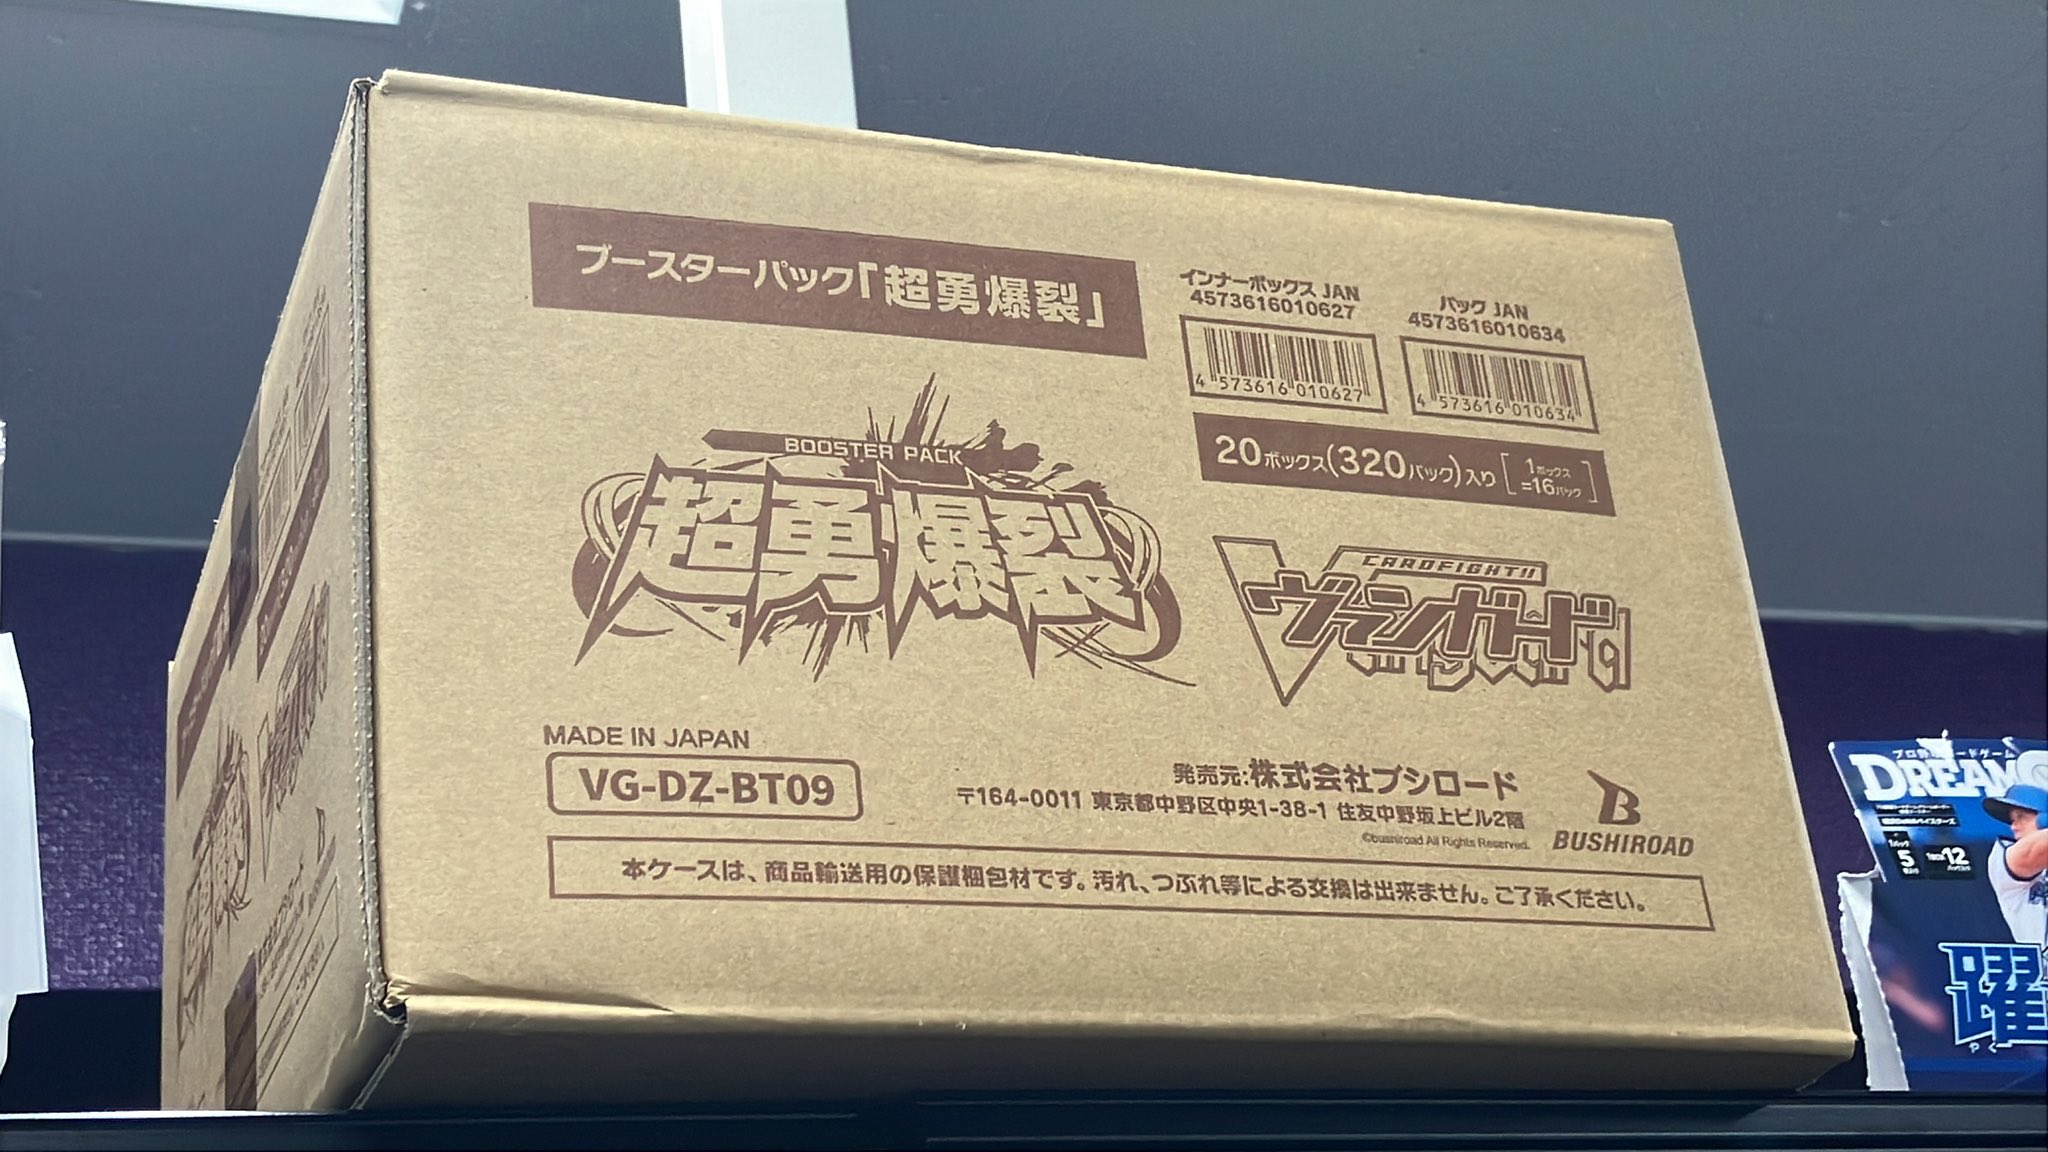 ブースターパック「超勇爆裂」
インナーボックス JAN
4573616010627
4 573616 010627
パック JAN
4573616010634
4 573616 010634
20ボックス(320パック)入り [1ボックス=16パック]
BOOSTER PACK
超勇爆裂
CARDFIGHT!!
ヴァンガード
Vanguard
MADE IN JAPAN
VG-DZ-BT09
発売元:株式会社ブシロード
〒164-0011 東京都中野区中央1-38-1 住友中野坂上ビル2階
©bushiroad All Rights Reserved.
BUSHIROAD
本ケースは、商品輸送用の保護梱包材です。汚れ、つぶれ等による交換は出来ません。ご了承ください。
DREAM
5
12
躍
やく